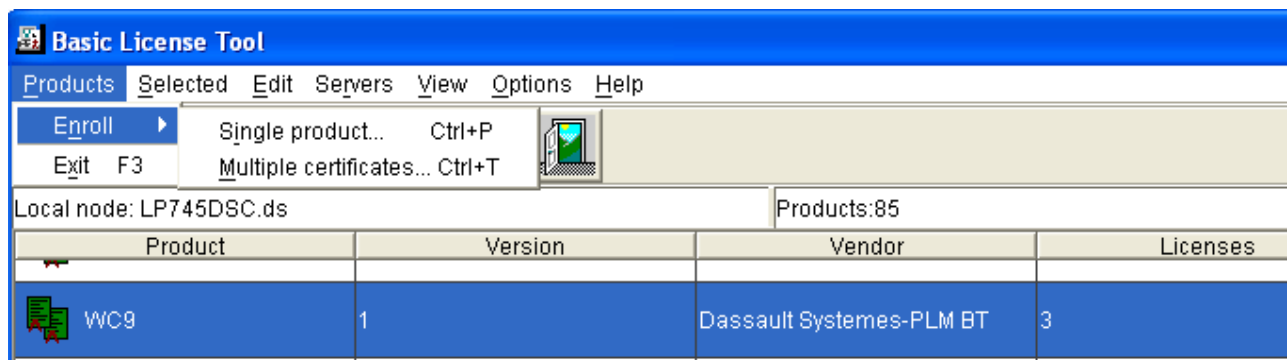 Basic License Tool
Products Selected Edit Servers View Options Help
Enroll Single product... Ctrl+P
Exit F3 Multiple certificates... Ctrl+T
Local node: LP745DSC.ds Products:85
Product Version Vendor Licenses
WC9 1 Dassault Systemes-PLM BT 3